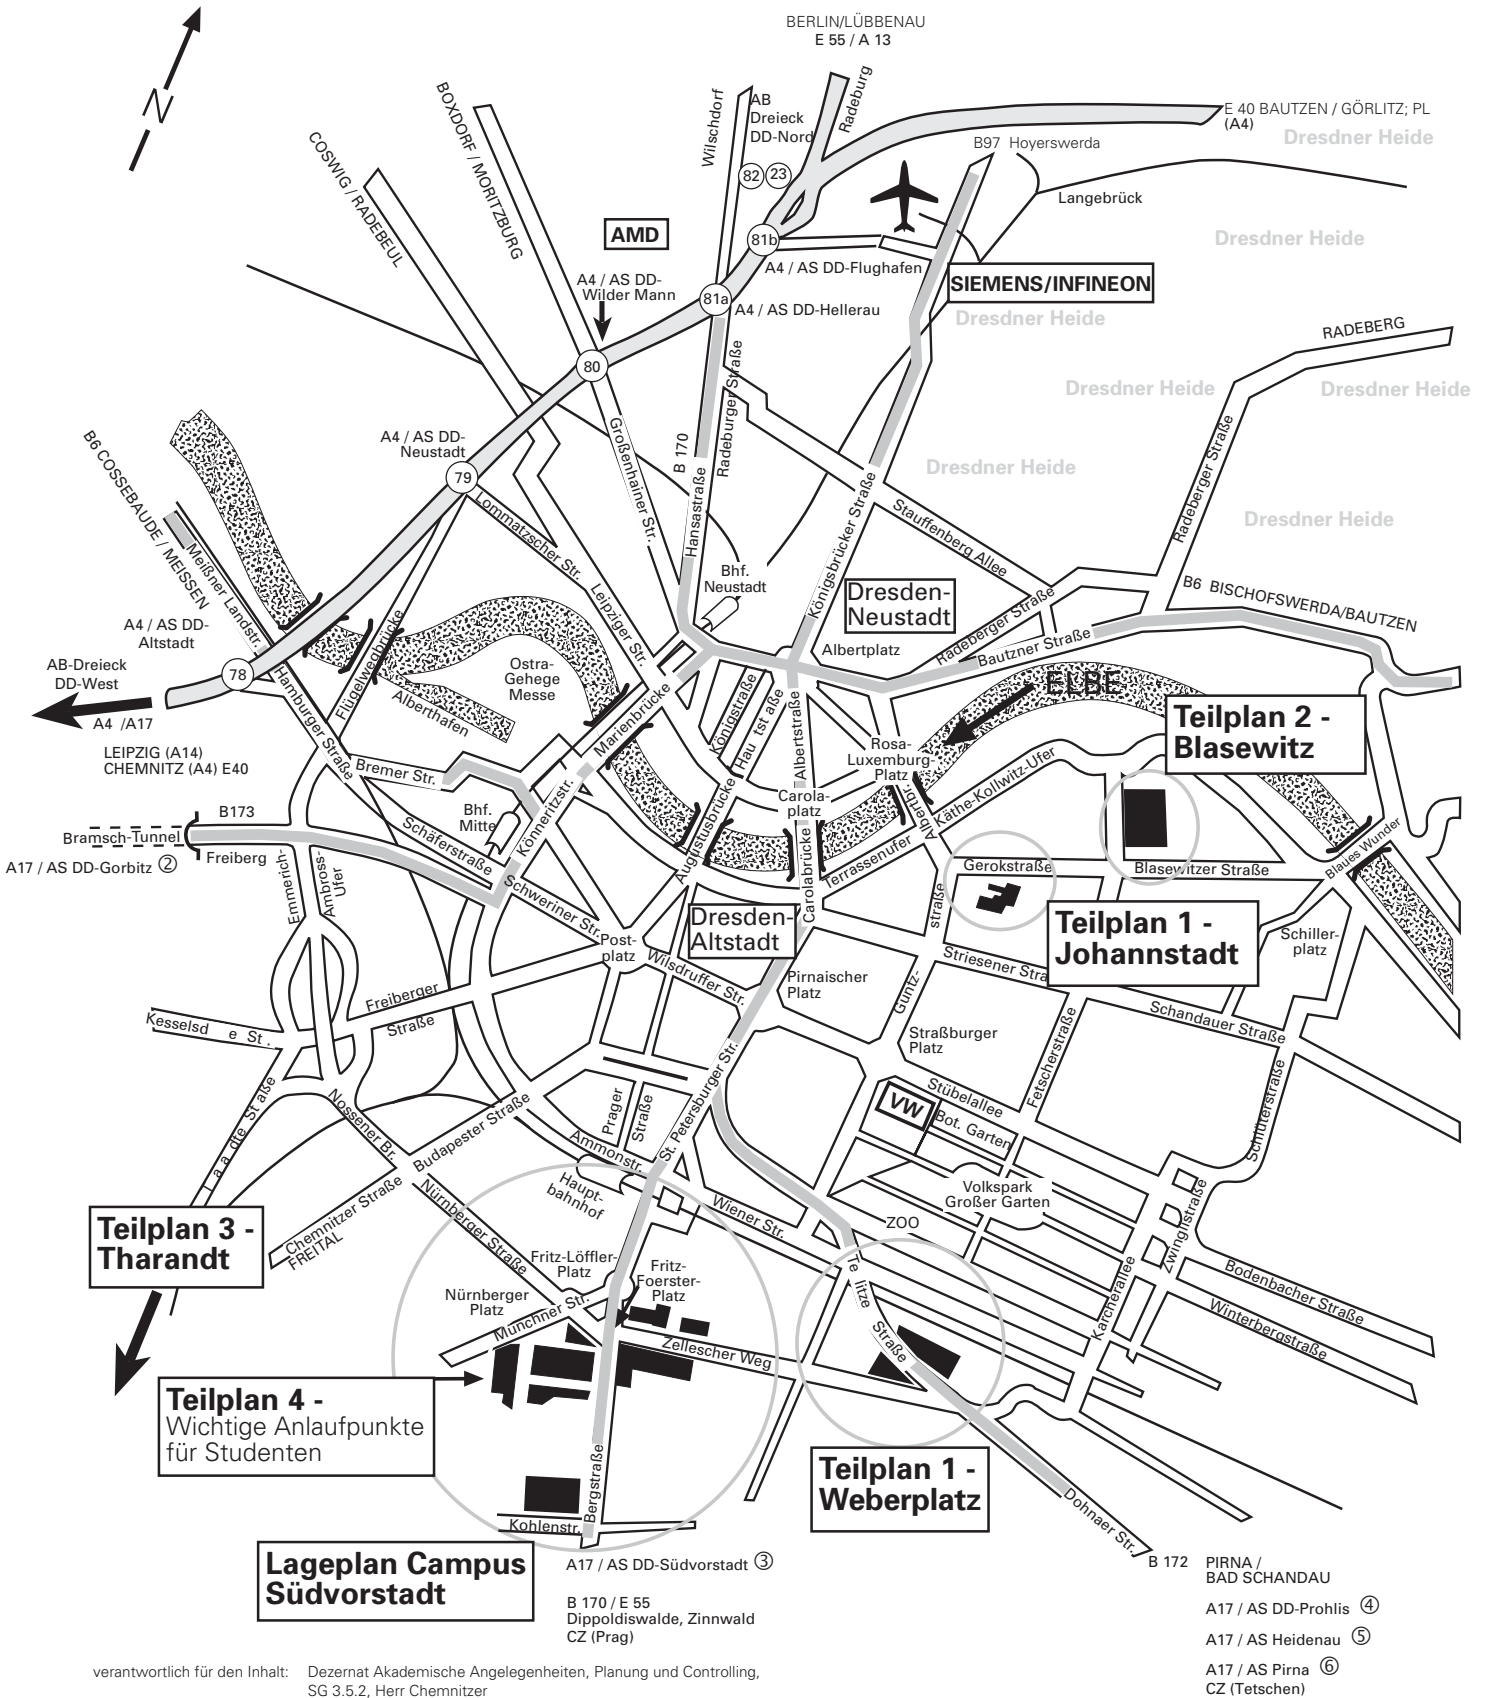 BERLIN/LÜBBENAU
E 55 / A 13
N
BOXDORF / MORITZBURG
COSWIG / RADEBEUL
Wilschdorf
AB
Dreieck
DD-Nord
Radeburg
82
23
E 40 BAUTZEN / GÖRLITZ; PL
(A4)
Dresdner Heide
B97 Hoyerswerda
Langebrück
Dresdner Heide
AMD
81b
A4 / AS DD-Flughafen
SIEMENS/INFINEON
A4 / AS DD-
Wilder Mann
81a
A4 / AS DD-Hellerau
Dresdner Heide
RADEBERG
80
Dresdner Heide
Dresdner Heide
Radeburger Straße
Großenhainer Str.
B 170
Hansastraße
A4 / AS DD-
Neustadt
79
Dresdner Heide
Dresdner Heide
Radeberger Straße
B6 COSSEBAUDE / MEISSEN
Meißner Landstr.
Lommatzscher Str.
Leipziger Str.
Königsbrücker Straße
Stauffenberg Allee
Bhf.
Neustadt
Dresden-
Neustadt
B6 BISCHOFSWERDA/BAUTZEN
Radeberger Straße
Bautzner Straße
Albertplatz
A4 / AS DD-
Altstadt
78
AB-Dreieck
DD-West
A4 /A17
LEIPZIG (A14)
CHEMNITZ (A4) E40
Hamburger Straße
Flügelwegbrücke
Alberthafen
Ostra-
Gehege
Messe
Marienbrücke
Königstraße
Hau tst aße
Albertstraße
ELBE
Rosa-
Luxemburg-
Platz
Teilplan 2 -
Blasewitz
Bremer Str.
Carola-
platz
Albertbr.
Käthe-Kollwitz-Ufer
B173
Bramsch-Tunnel
Freiberg
A17 / AS DD-Gorbitz ②
Bhf.
Mitte
Könneritzstr.
Schäferstraße
Augustusbrücke
Carolabrücke
Terrassenufer
Gerokstraße
Blasewitzer Straße
Blaues Wunder
Emmerich-
Ambross-
Ufer
Schweriner Str.
Dresden-
Altstadt
straße
Teilplan 1 -
Johannstadt
Schiller-
platz
Post-
platz
Wilsdruffer Str.
Pirnaischer
Platz
Striesener Stra
Güntz-
Schandauer Straße
Kesselsd e St .
Freiberger
Straße
Straßburger
Platz
Fetscherstraße
Nossener Br.
a a dte St aße
Budapester Straße
Prager
Straße
St. Petersburger Str.
Stübelallee
VW
Bot. Garten
Schlüterstraße
Ammonstr.
Haupt-
bahnhof
Wiener Str.
Volkspark
Großer Garten
ZOO
Zwinglistraße
Teilplan 3 -
Tharandt
Chemnitzer Straße
FREITAL
Nürnberger Straße
Fritz-Löffler-
Platz
Fritz-
Foerster-
Platz
Te litze
Straße
Karcherallee
Bodenbacher Straße
Winterbergstraße
Nürnberger
Platz
Münchner Str.
Zellescher Weg
Teilplan 4 -
Wichtige Anlaufpunkte
für Studenten
Teilplan 1 -
Weberplatz
Bergstraße
Kohlenstr.
Dohnaer Str.
Lageplan Campus
Südvorstadt
A17 / AS DD-Südvorstadt ③
B 170 / E 55
Dippoldiswalde, Zinnwald
CZ (Prag)
B 172
PIRNA /
BAD SCHANDAU
A17 / AS DD-Prohlis ④
A17 / AS Heidenau ⑤
A17 / AS Pirna ⑥
CZ (Tetschen)
verantwortlich für den Inhalt: Dezernat Akademische Angelegenheiten, Planung und Controlling,
SG 3.5.2, Herr Chemnitzer